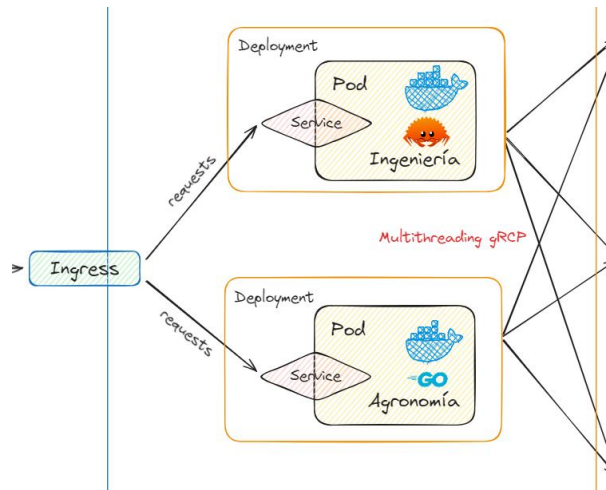 Deployment
Pod
Service
Ingeniería
requests
Multithreading gRCP
Ingress
requests
Deployment
Pod
Service
GO
Agronomía